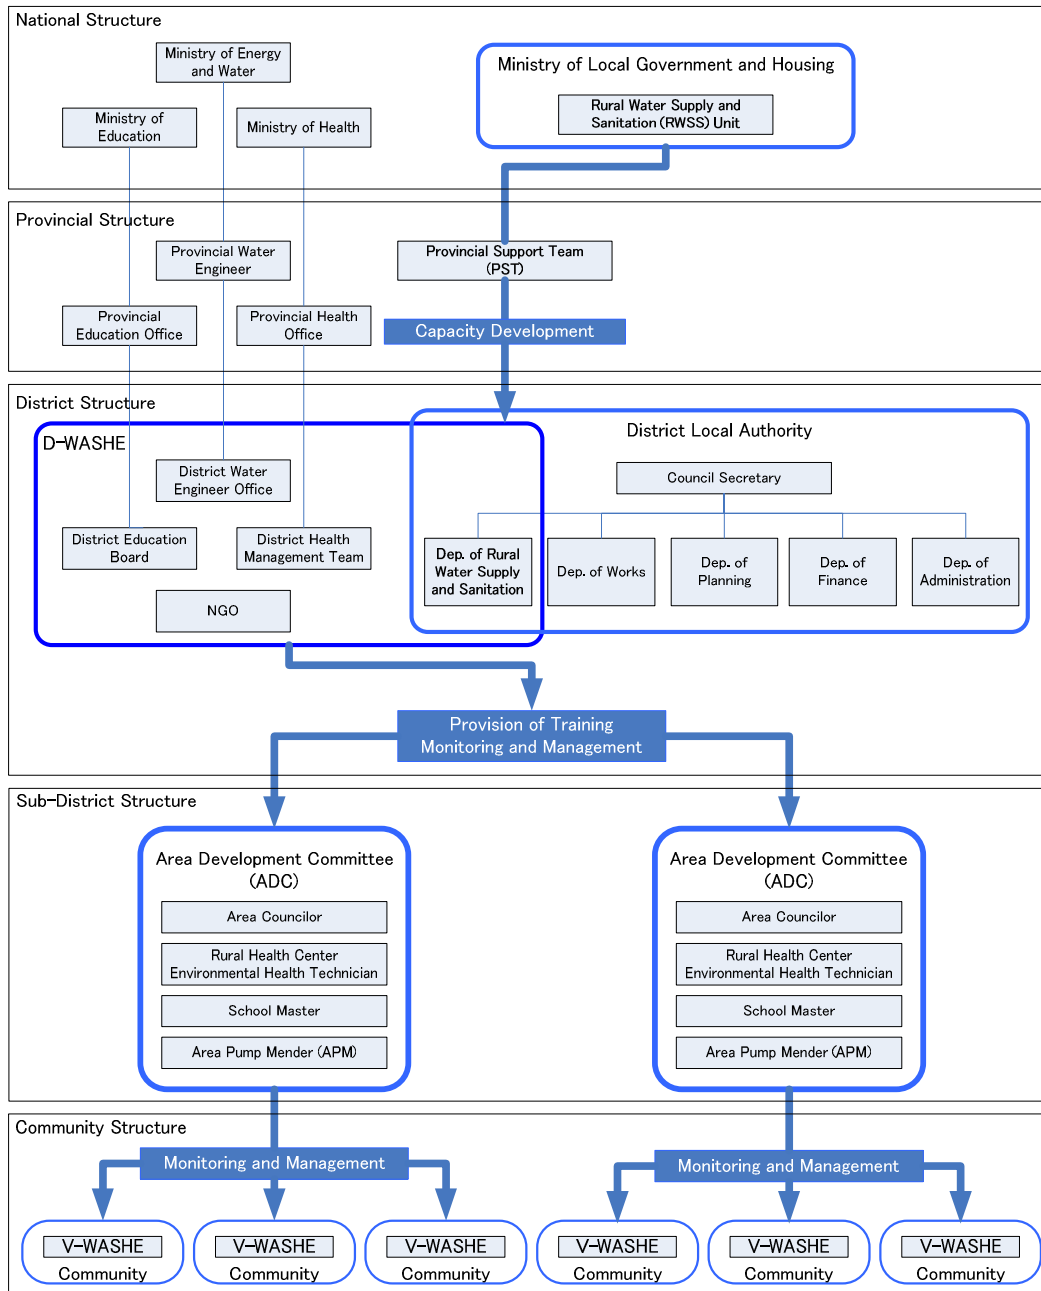 National Structure
Ministry of Energy
and Water
Ministry of Local Government and Housing
Rural Water Supply and
Sanitation (RWSS) Unit
Ministry of
Education
Ministry of Health
Provincial Structure
Provincial Water
Engineer
Provincial Support Team
(PST)
Provincial
Education Office
Provincial Health
Office
Capacity Development
District Structure
D-WASHE
District Local Authority
District Water
Engineer Office
Council Secretary
District Education
Board
District Health
Management Team
Dep. of Rural
Water Supply
and Sanitation
Dep. of Works
Dep. of
Planning
Dep. of
Finance
Dep. of
Administration
NGO
Provision of Training
Monitoring and Management
Sub-District Structure
Area Development Committee
(ADC)
Area Councilor
Rural Health Center
Environmental Health Technician
School Master
Area Pump Mender (APM)
Area Development Committee
(ADC)
Area Councilor
Rural Health Center
Environmental Health Technician
School Master
Area Pump Mender (APM)
Community Structure
Monitoring and Management
Monitoring and Management
V-WASHE
Community
V-WASHE
Community
V-WASHE
Community
V-WASHE
Community
V-WASHE
Community
V-WASHE
Community